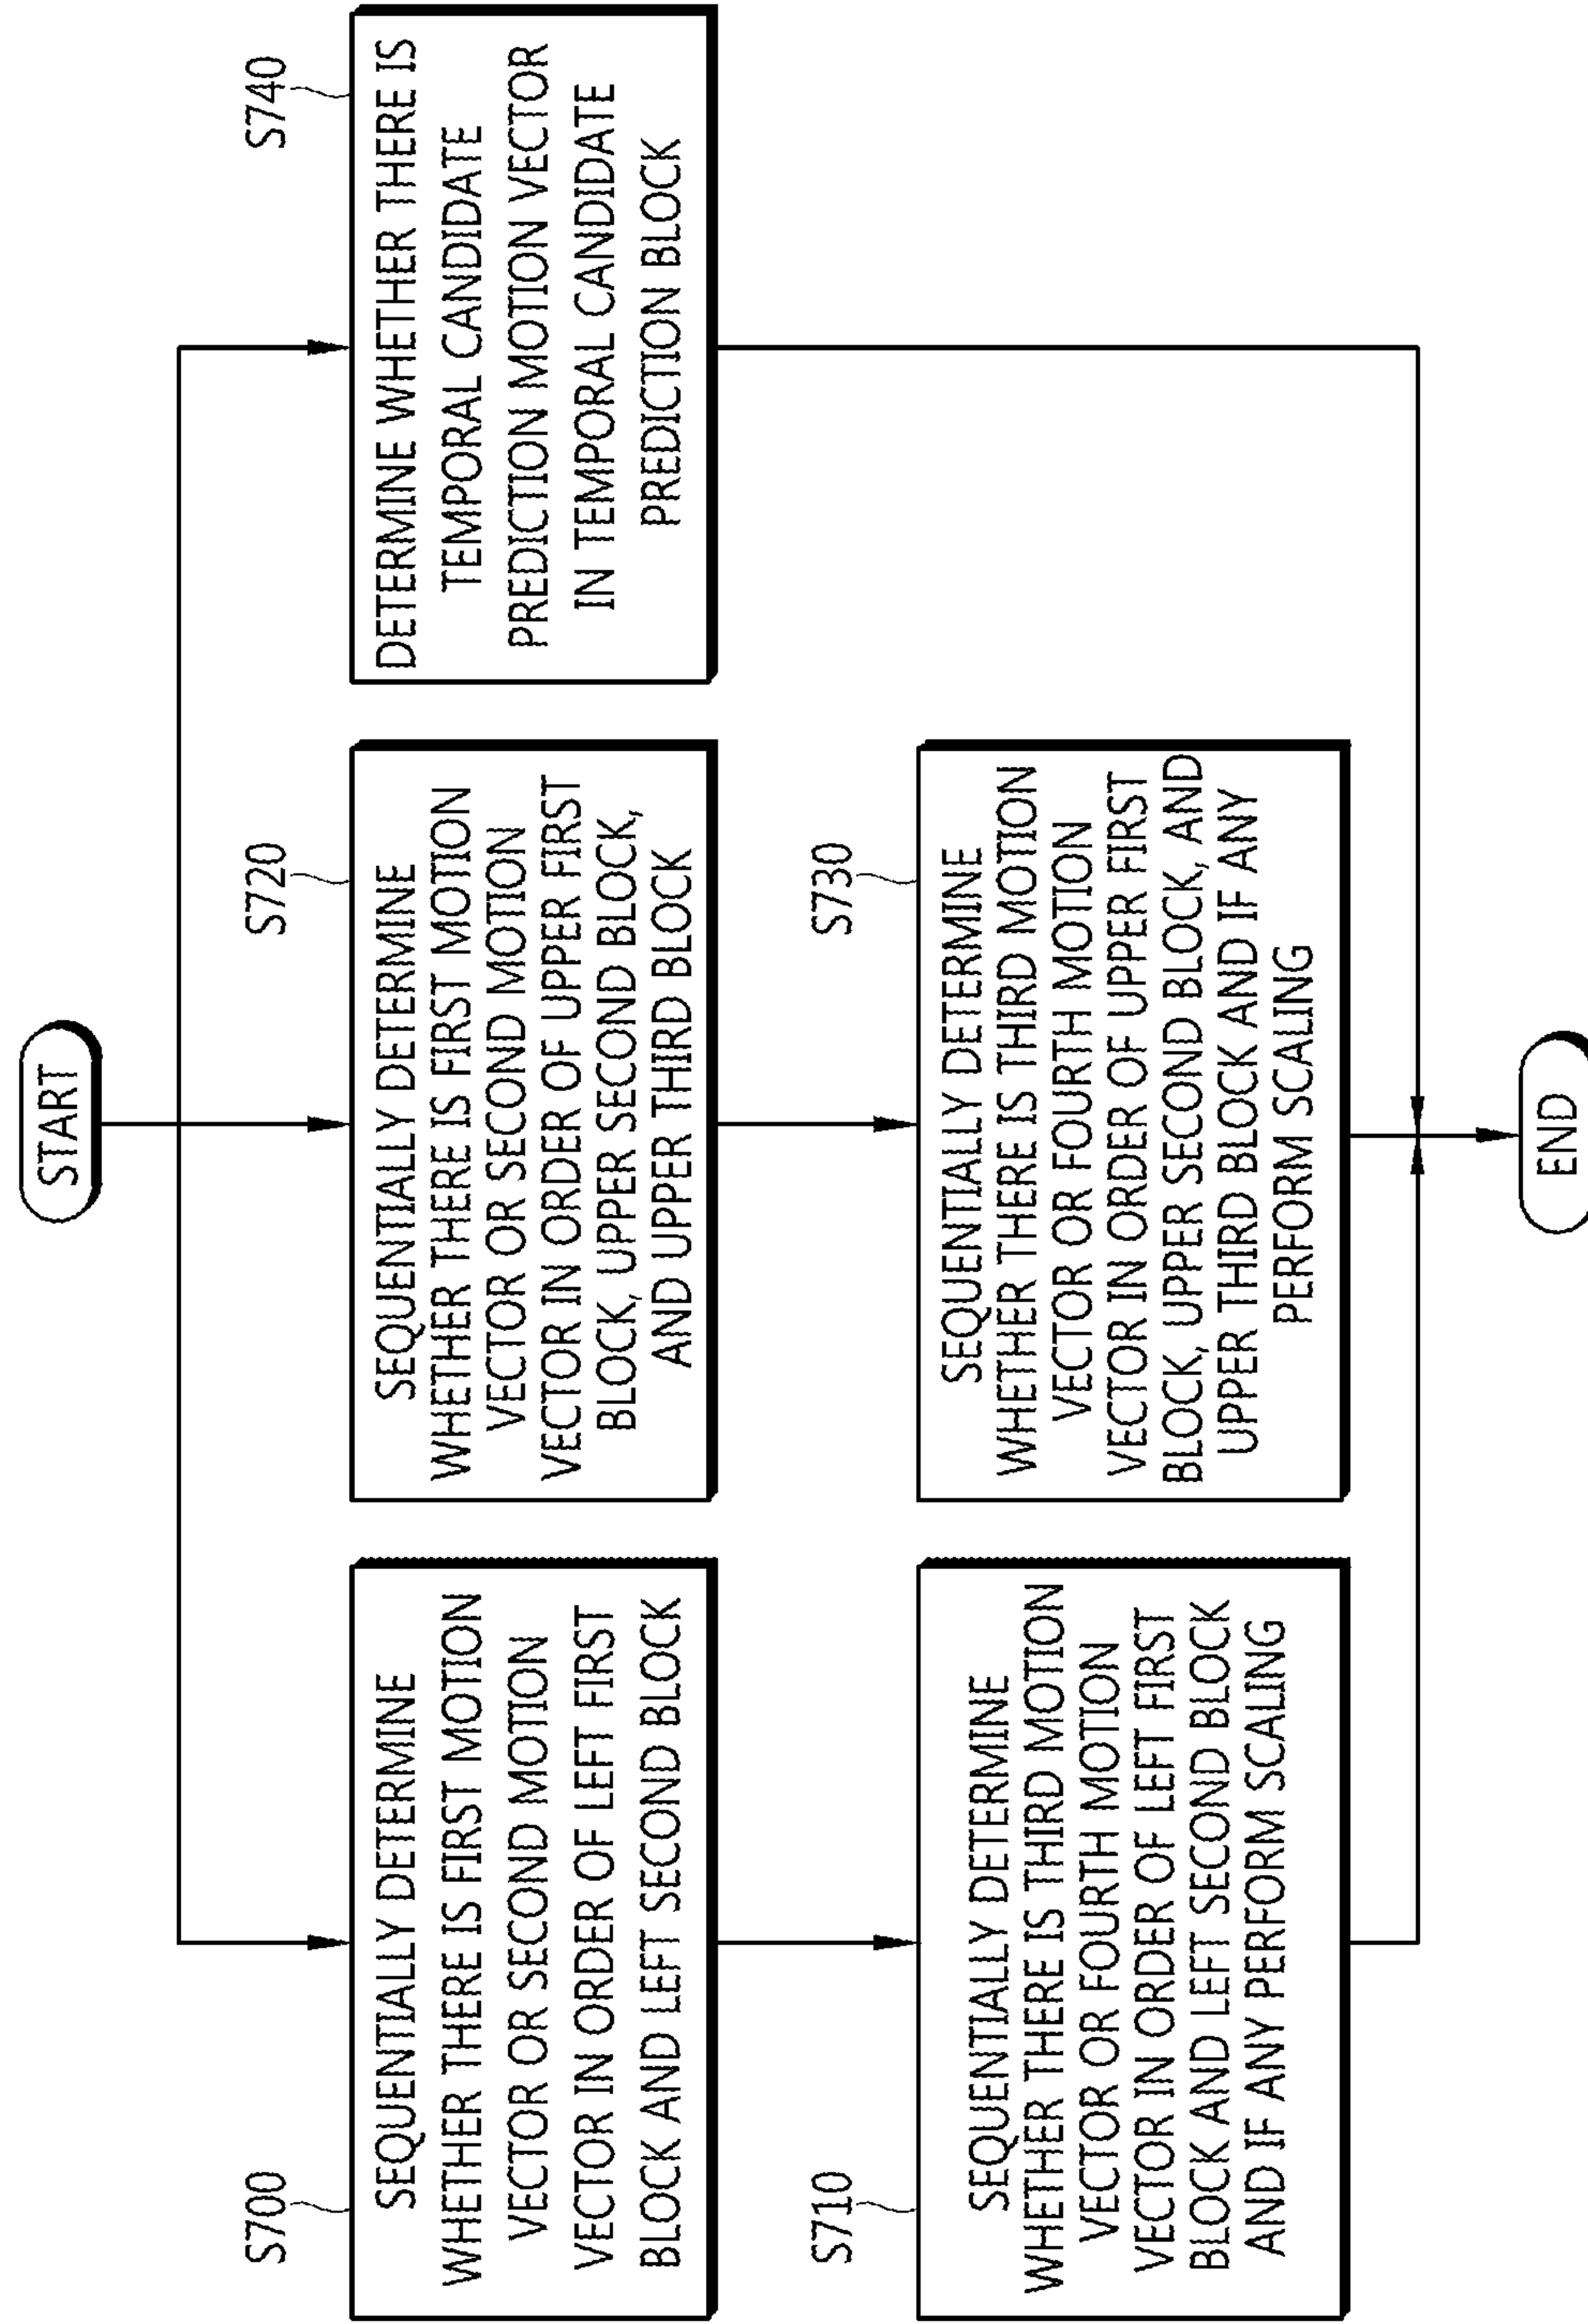 START
S700
SEQUENTIALLY DETERMINE
WHETHER THERE IS FIRST MOTION
VECTOR OR SECOND MOTION
VECTOR IN ORDER OF LEFT FIRST
BLOCK AND LEFT SECOND BLOCK
S720
SEQUENTIALLY DETERMINE
WHETHER THERE IS FIRST MOTION
VECTOR OR SECOND MOTION
VECTOR IN ORDER OF UPPER FIRST
BLOCK, UPPER SECOND BLOCK,
AND UPPER THIRD BLOCK
S740
DETERMINE WHETHER THERE IS
TEMPORAL CANDIDATE
PREDICTION MOTION VECTOR
IN TEMPORAL CANDIDATE
PREDICTION BLOCK
S710
SEQUENTIALLY DETERMINE
WHETHER THERE IS THIRD MOTION
VECTOR OR FOURTH MOTION
VECTOR IN ORDER OF LEFT FIRST
BLOCK AND LEFT SECOND BLOCK
AND IF ANY PERFORM SCALING
S730
SEQUENTIALLY DETERMINE
WHETHER THERE IS THIRD MOTION
VECTOR OR FOURTH MOTION
VECTOR IN ORDER OF UPPER FIRST
BLOCK, UPPER SECOND BLOCK, AND
UPPER THIRD BLOCK AND IF ANY
PERFORM SCALING
END